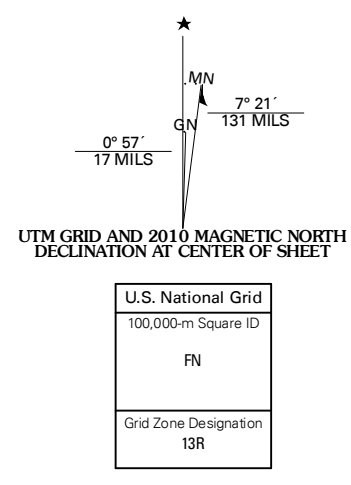 MN
7° 21´
131 MILS
GN
0° 57´
17 MILS
UTM GRID AND 2010 MAGNETIC NORTH
DECLINATION AT CENTER OF SHEET
U.S. National Grid
100,000-m Square ID
FN
Grid Zone Designation
13R